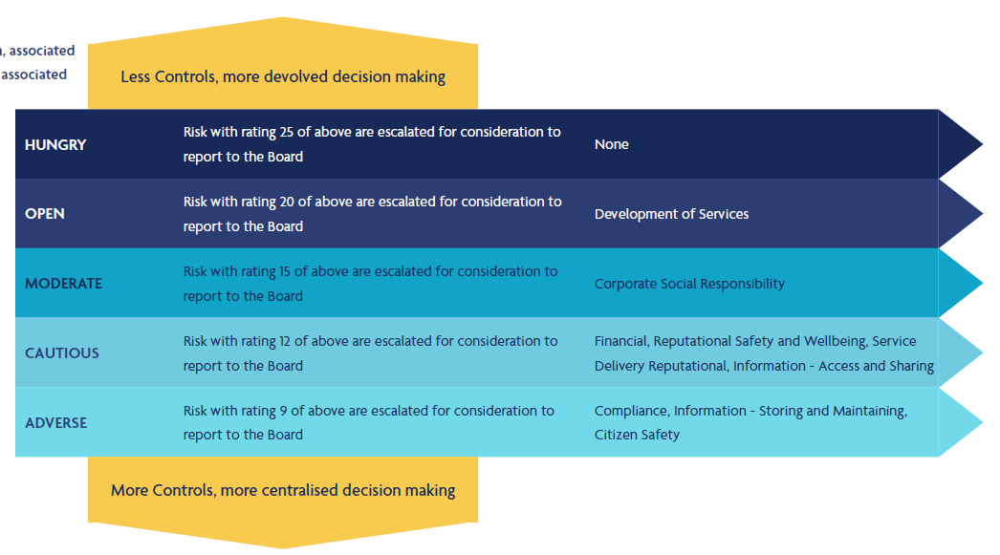 , associated
associated
Less Controls, more devolved decision making
HUNGRY
Risk with rating 25 of above are escalated for consideration to
report to the Board
None
OPEN
Risk with rating 20 of above are escalated for consideration to
report to the Board
Development of Services
MODERATE
Risk with rating 15 of above are escalated for consideration to
report to the Board
Corporate Social Responsibility
CAUTIOUS
Risk with rating 12 of above are escalated for consideration to
report to the Board
Financial, Reputational Safety and Wellbeing, Service
Delivery Reputational, Information - Access and Sharing
ADVERSE
Risk with rating 9 of above are escalated for consideration to
report to the Board
Compliance, Information - Storing and Maintaining,
Citizen Safety
More Controls, more centralised decision making